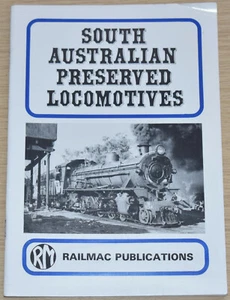 SOUTH
AUSTRALIAN
PRESERVED
LOCOMOTIVES
RM RAILMAC PUBLICATIONS